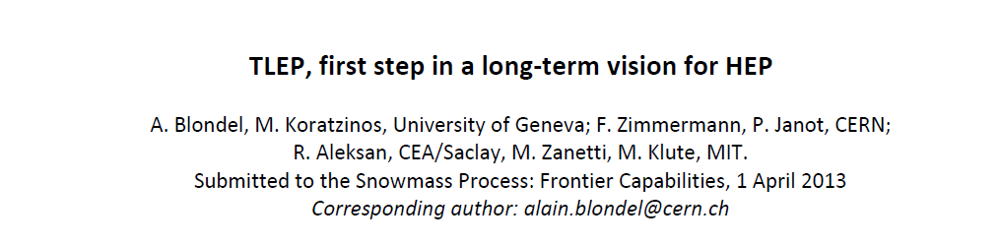 TLEP, first step in a long-term vision for HEP
A. Blondel, M. Koratzinos, University of Geneva; F. Zimmermann, P. Janot, CERN;
R. Aleksan, CEA/Saclay, M. Zanetti, M. Klute, MIT.
Submitted to the Snowmass Process: Frontier Capabilities, 1 April 2013
Corresponding author: alain.blondel@cern.ch